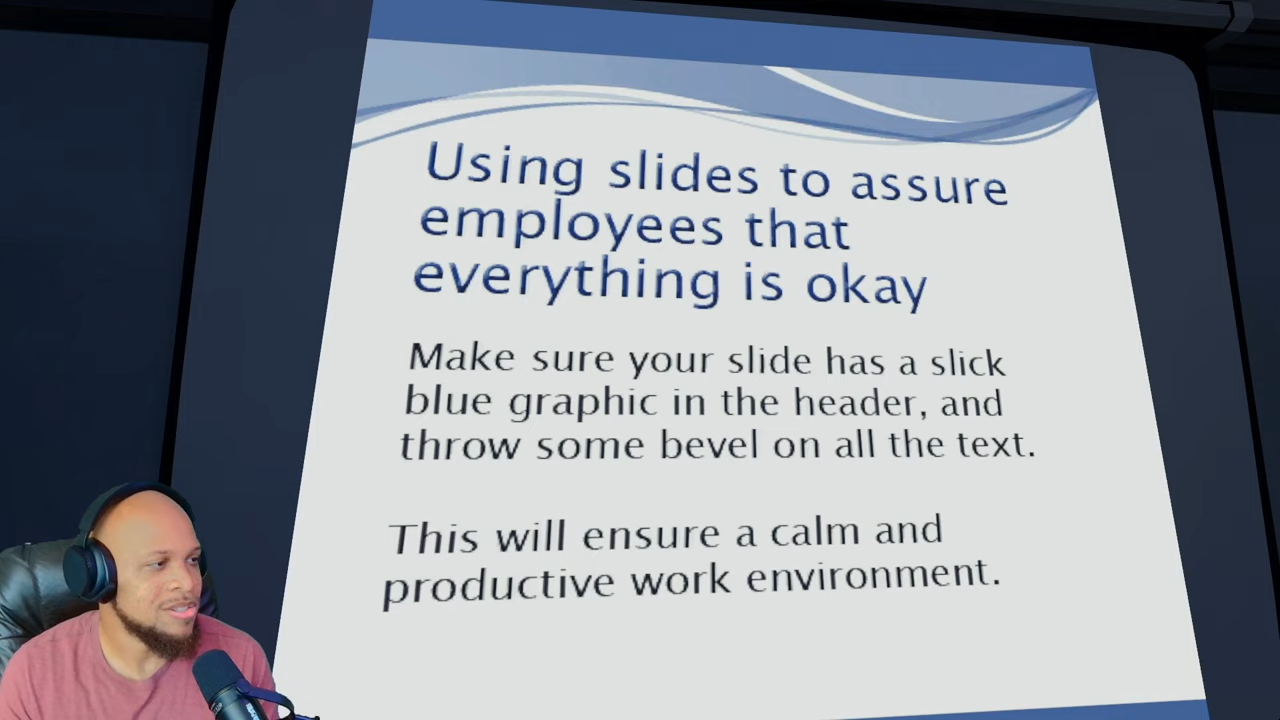 Using slides to assure
employees that
everything is okay
Make sure your slide has a slick
blue graphic in the header, and
throw some bevel on all the text.
This will ensure a calm and
productive work environment.